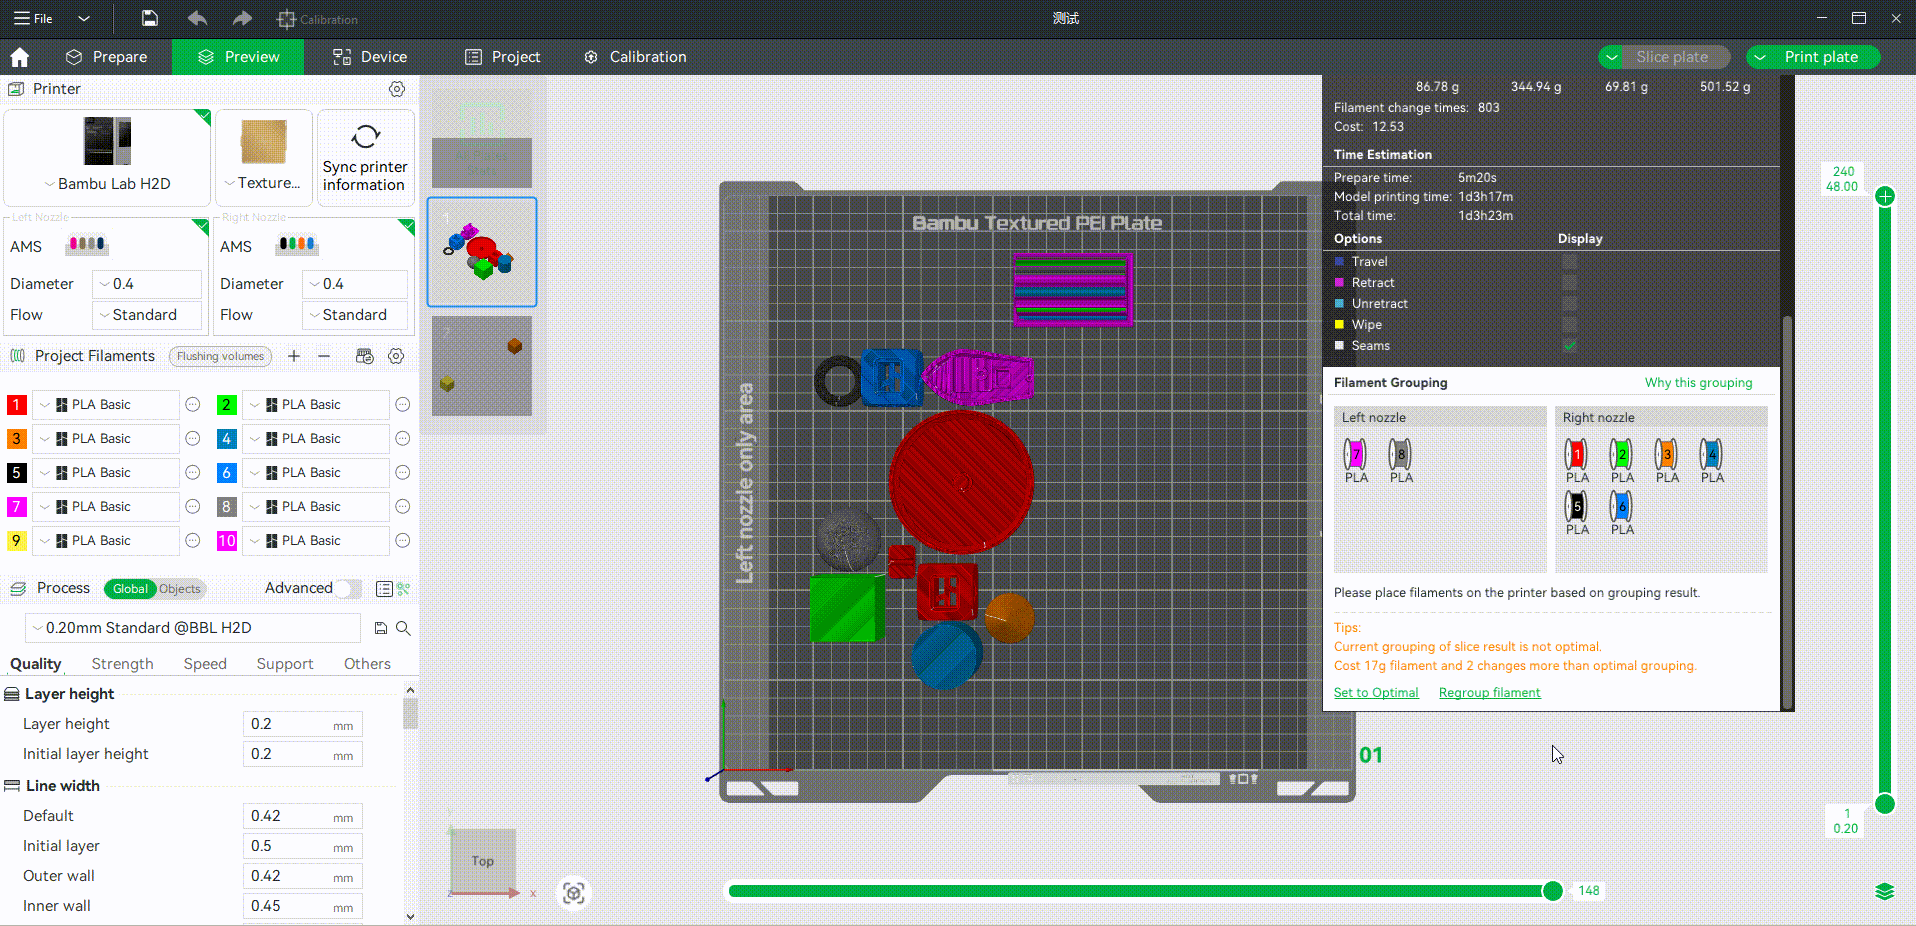 File
Calibration
测试
Prepare
Preview
Device
Project
Calibration
Slice plate
Print plate
Printer
Bambu Lab H2D
Texture...
Sync printer
information
Left Nozzle
Right Nozzle
AMS
AMS
Diameter
0.4
Diameter
0.4
Flow
Standard
Flow
Standard
Project Filaments
Flushing volumes
1 PLA Basic
2 PLA Basic
3 PLA Basic
4 PLA Basic
5 PLA Basic
6 PLA Basic
7 PLA Basic
8 PLA Basic
9 PLA Basic
10 PLA Basic
Process
Global
Objects
Advanced
0.20mm Standard @BBL H2D
Quality
Strength
Speed
Support
Others
Layer height
Layer height
0.2
mm
Initial layer height
0.2
mm
Line width
Default
0.42
mm
Initial layer
0.5
mm
Outer wall
0.42
mm
Inner wall
0.45
mm
All Plates
Stats
1
2
Bambu Textured PEI Plate
Left nozzle only area
01
Top
x
148
86.78 g
344.94 g
69.81 g
501.52 g
Filament change times: 803
Cost: 12.53
Time Estimation
Prepare time: 5m20s
Model printing time: 1d3h17m
Total time: 1d3h23m
Options
Display
Travel
Retract
Unretract
Wipe
Seams
Filament Grouping
Why this grouping
Left nozzle
7
8
PLA
PLA
Right nozzle
1
2
3
4
PLA
PLA
PLA
PLA
5
6
PLA
PLA
Please place filaments on the printer based on grouping result.
Tips:
Current grouping of slice result is not optimal.
Cost 17g filament and 2 changes more than optimal grouping.
Set to Optimal
Regroup filament
240
48.00
1
0.20